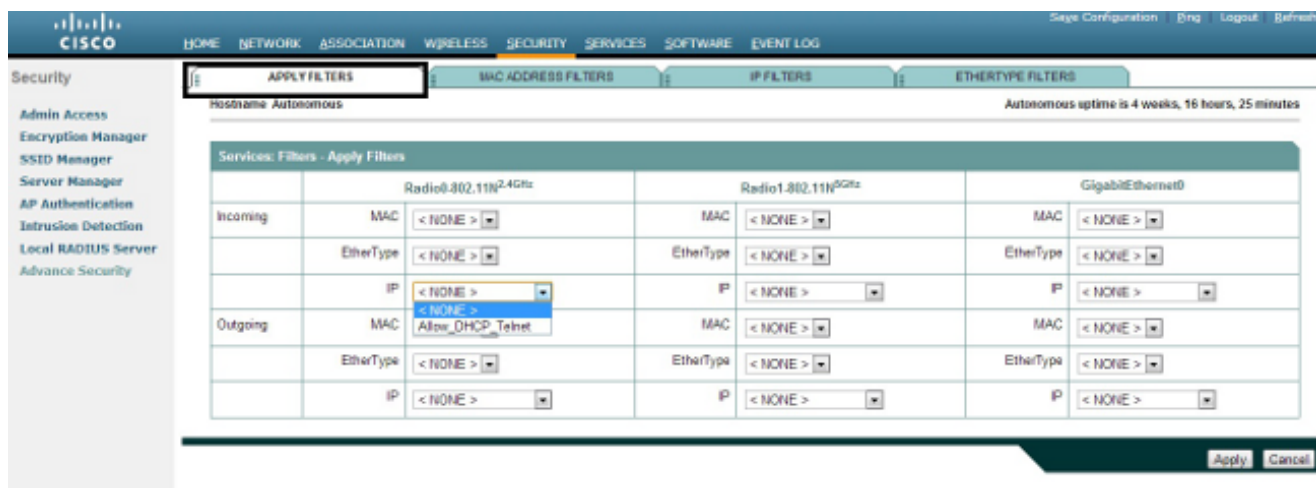 Save Configuration Ping Logout Refresh
CISCO
HOME NETWORK ASSOCIATION WIRELESS SECURITY SERVICES SOFTWARE EVENT LOG
Security
Admin Access
Encryption Manager
SSID Manager
Server Manager
AP Authentication
Intrusion Detection
Local RADIUS Server
Advance Security
APPLY FILTERS MAC ADDRESS FILTERS IP FILTERS ETHERTYPE FILTERS
Hostname Autonomous Autonomous uptime is 4 weeks, 16 hours, 25 minutes
Services: Filters - Apply Filters
Radio0-802.11N2.4GHz Radio1-802.11N5GHz GigabitEthernet0
Incoming MAC < NONE > MAC < NONE > MAC < NONE >
EtherType < NONE > EtherType < NONE > EtherType < NONE >
IP < NONE > IP < NONE > IP < NONE >
< NONE >
Outgoing MAC Allow_DHCP_Telnet MAC < NONE > MAC < NONE >
EtherType < NONE > EtherType < NONE > EtherType < NONE >
IP < NONE > IP < NONE > IP < NONE >
Apply Cancel